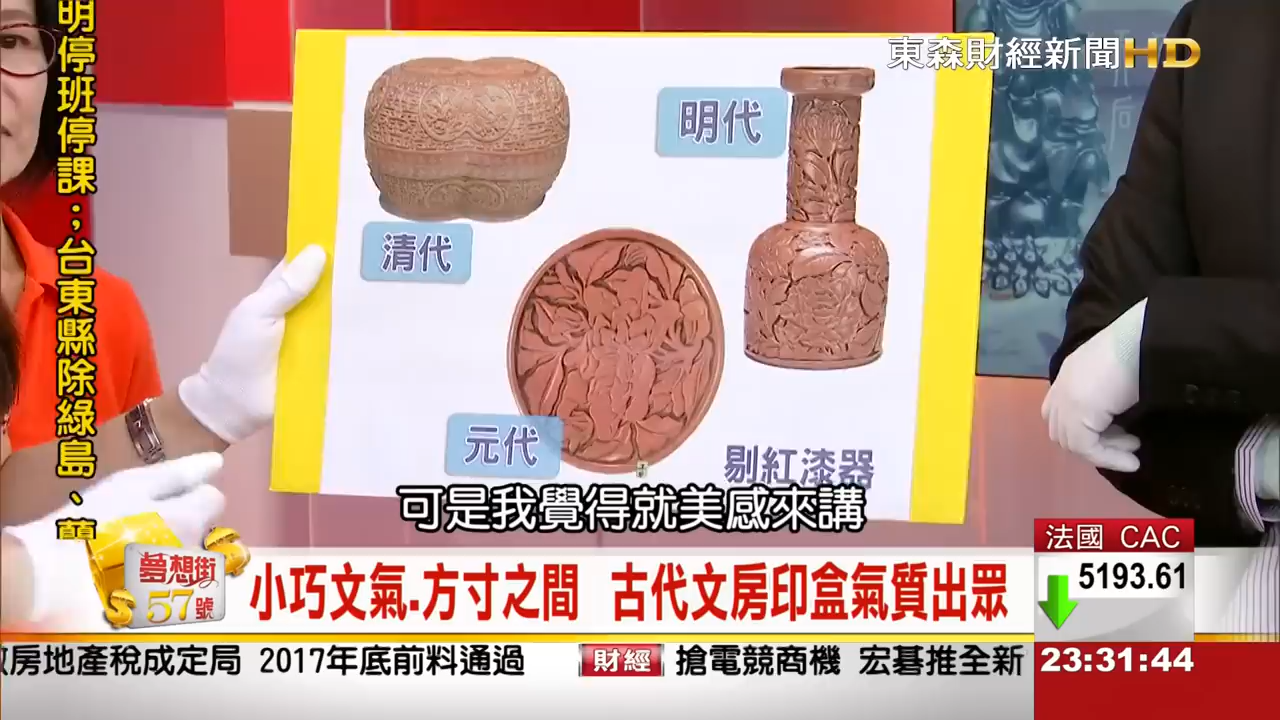 明停班停課；台東縣除綠島、蘭
東森財經新聞HD
明代
清代
元代
剔紅漆器
可是我覺得就美感來講
法國 CAC
5193.61
夢想街
57號
小巧文氣.方寸之間 古代文房印盒氣質出眾
房地產稅成定局 2017年底前料通過 財經 搶電競商機 宏碁推全新
23:31:44